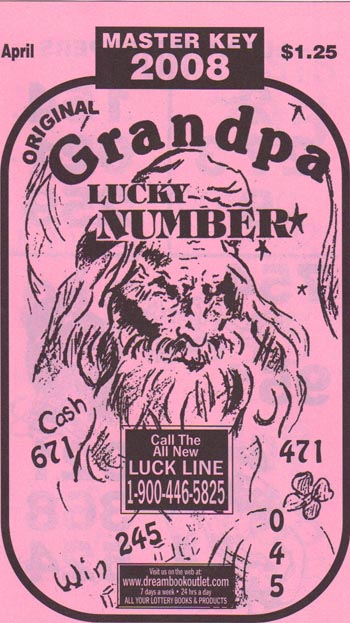 April
MASTER KEY
2008
$1.25
ORIGINAL
Grandpa
LUCKY
NUMBER
Cash
671
Call The
All New
LUCK LINE
1-900-446-5825
471
Win 245
0
4
5
Visit us on the web at:
www.dreambookoutlet.com
7 days a week • 24 hrs a day
ALL YOUR LOTTERY BOOKS & PRODUCTS